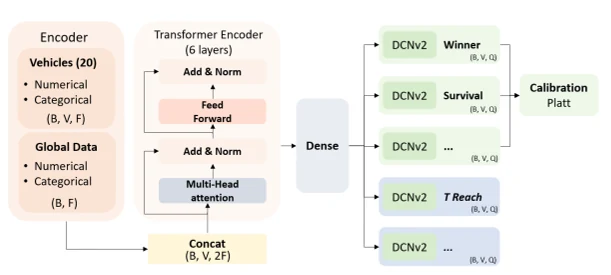 Encoder
Vehicles (20)
• Numerical
• Categorical
(B, V, F)
Global Data
• Numerical
• Categorical
(B, F)
Transformer Encoder
(6 layers)
Add & Norm
Feed
Forward
Add & Norm
Multi-Head
attention
Concat
(B, V, 2F)
Dense
DCNv2 Winner
(B, V, Q)
DCNv2 Survival
(B, V, Q)
DCNv2 ...
(B, V, Q)
DCNv2 T Reach
(B, V, Q)
DCNv2 ...
(B, V, Q)
Calibration
Platt